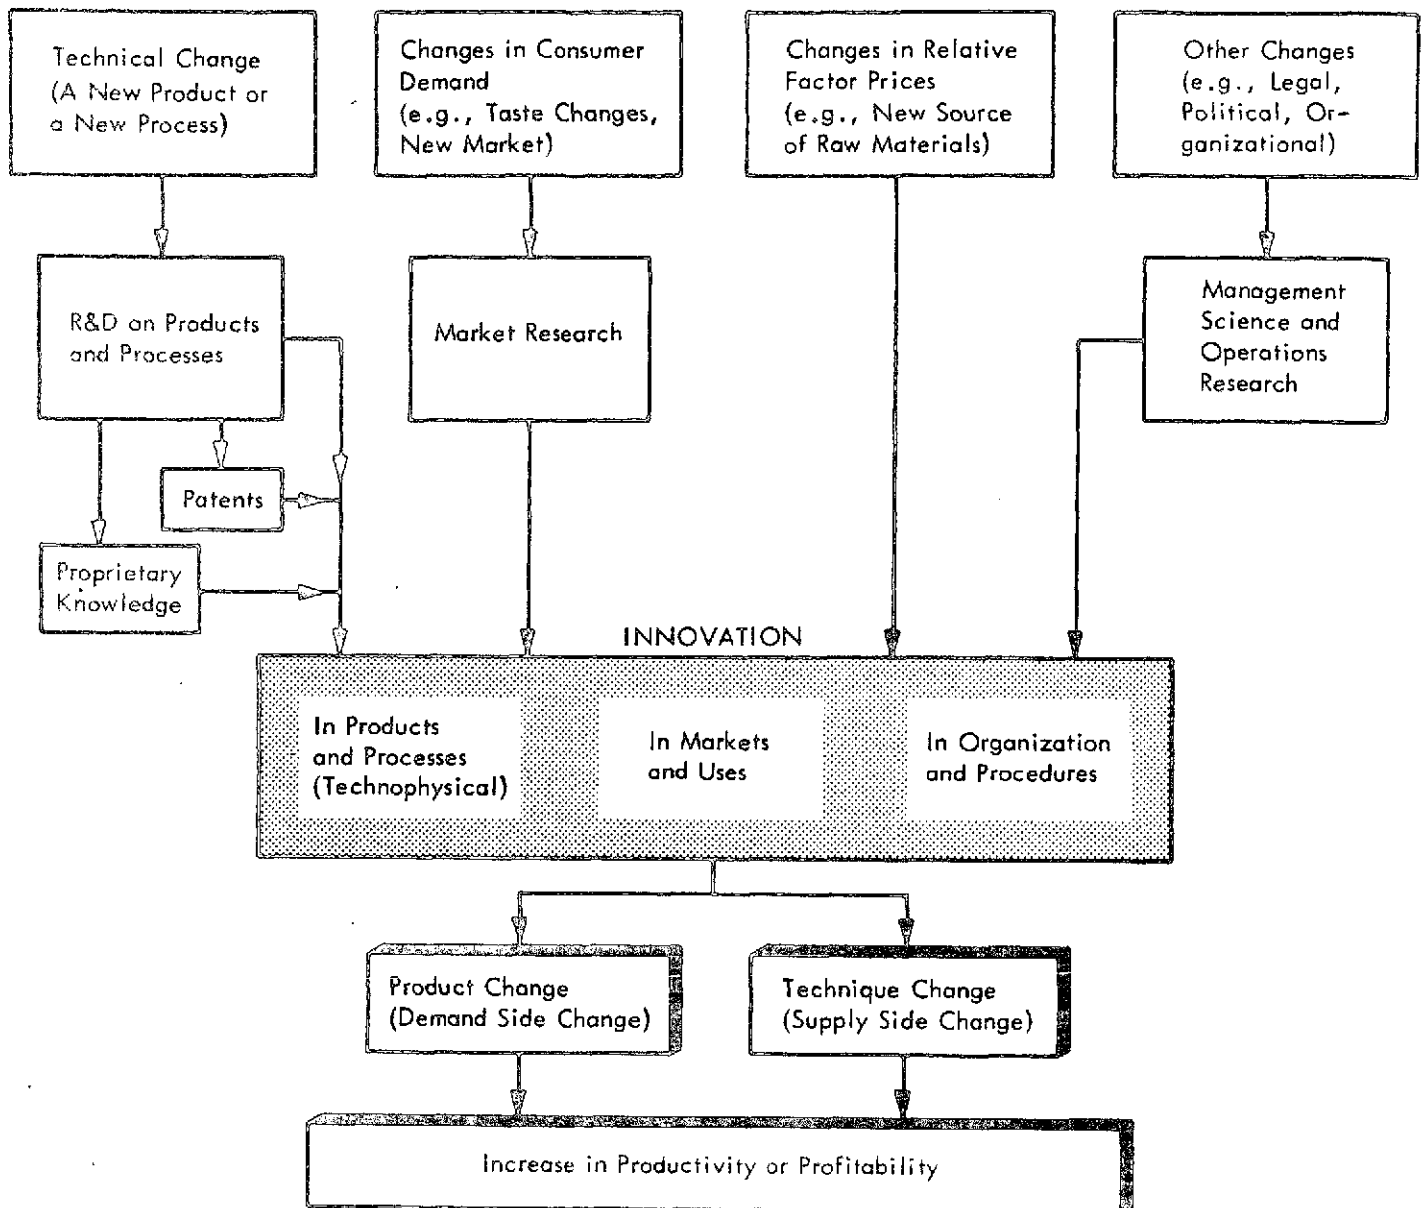 Technical Change
(A New Product or
a New Process)
Changes in Consumer
Demand
(e.g., Taste Changes,
New Market)
Changes in Relative
Factor Prices
(e.g., New Source
of Raw Materials)
Other Changes
(e.g., Legal,
Political, Or-
ganizational)
R&D on Products
and Processes
Market Research
Management
Science and
Operations
Research
Patents
Proprietary
Knowledge
INNOVATION
In Products
and Processes
(Technophysical)
In Markets
and Uses
In Organization
and Procedures
Product Change
(Demand Side Change)
Technique Change
(Supply Side Change)
Increase in Productivity or Profitability